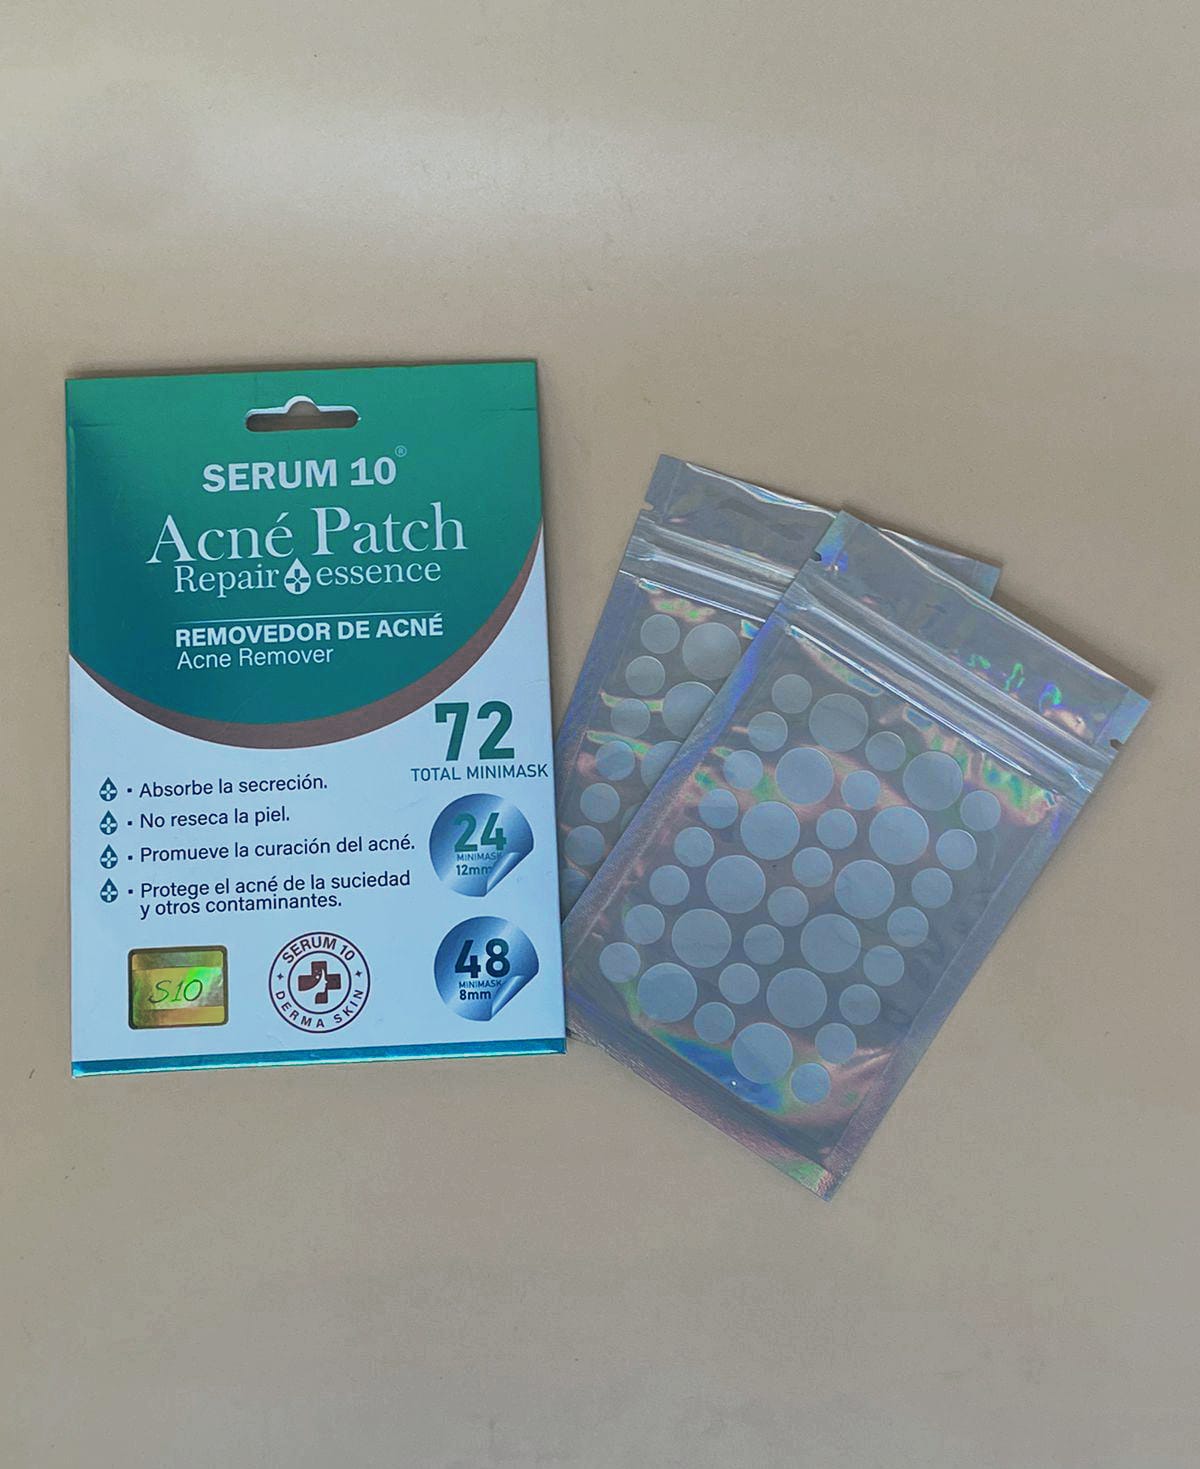 SERUM 10®
Acné Patch
Repair essence
REMOVEDOR DE ACNÉ
Acne Remover
72
TOTAL MINIMASK
· Absorbe la secreción.
· No reseca la piel.
· Promueve la curación del acné.
· Protege el acné de la suciedad
y otros contaminantes.
24
MINIMASK
12mm
48
MINIMASK
8mm
S10
SERUM 10
DERMA SKIN